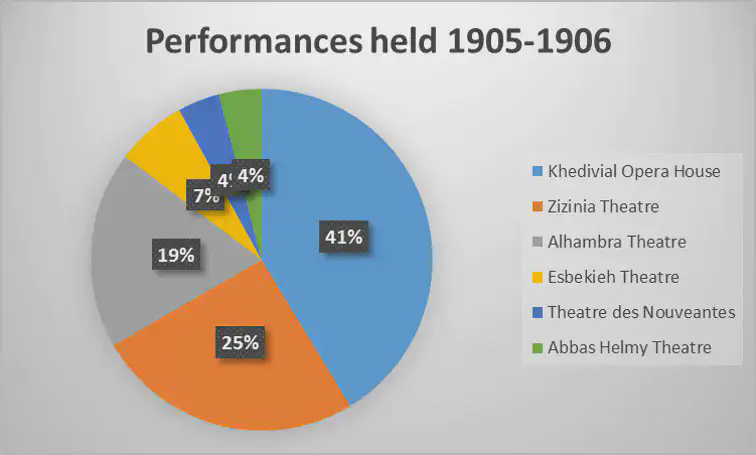 Performances held 1905-1906
41%
25%
19%
7%
4%
4%
Khedivial Opera House
Zizinia Theatre
Alhambra Theatre
Esbekieh Theatre
Theatre des Nouveantes
Abbas Helmy Theatre